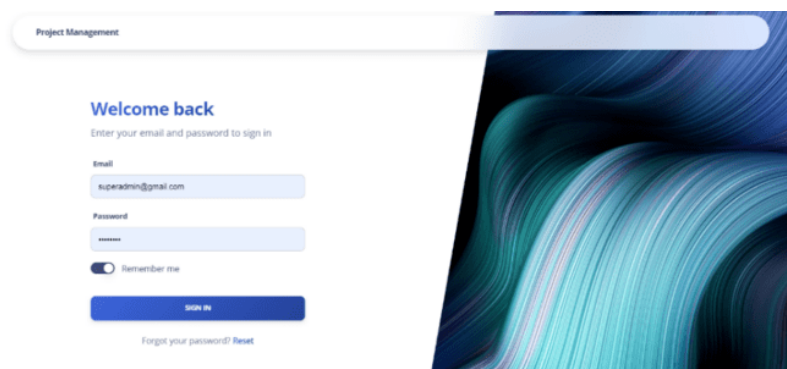 Project Management
Welcome back
Enter your email and password to sign in
Email
superadmin@gmail.com
Password
Remember me
SIGN IN
Forgot your password? Reset